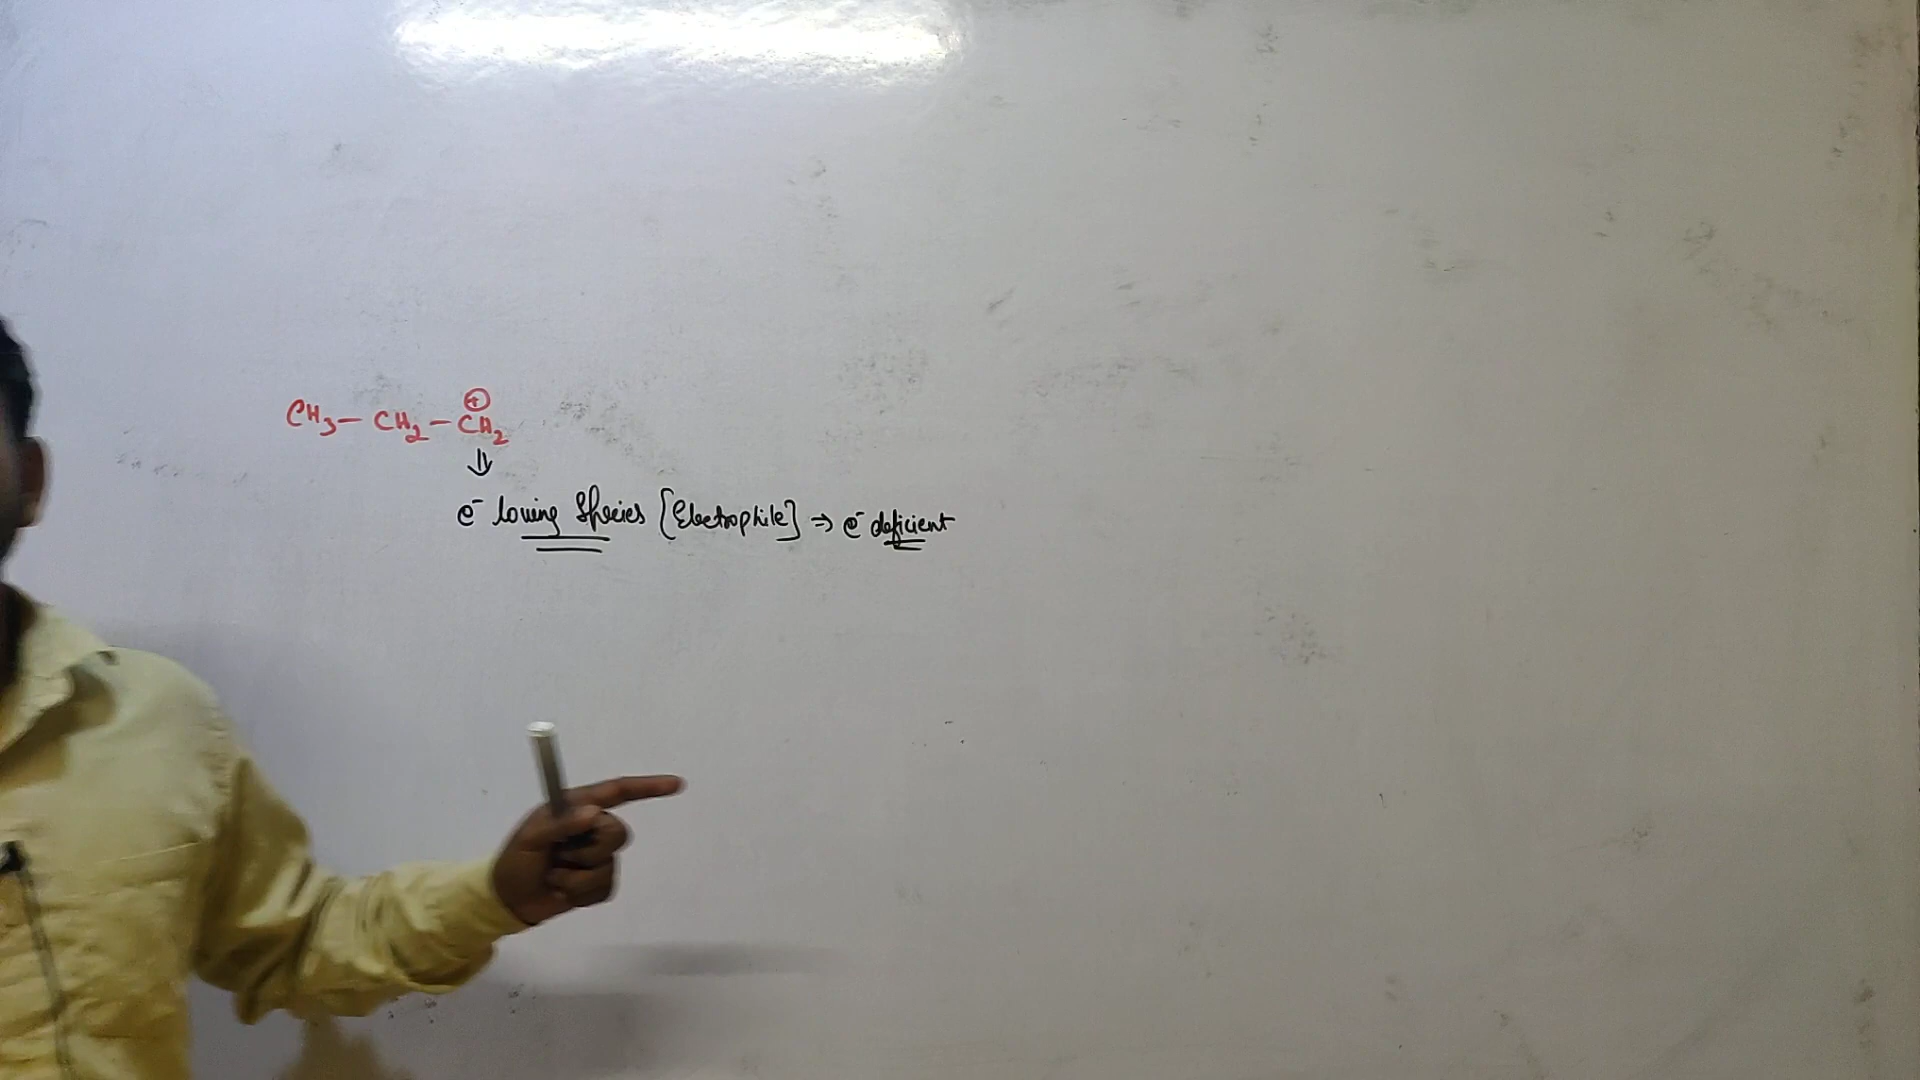 CH₃ – CH₂ – CH₂⊕
⇓
e⁻ loving Species [Electrophile] ⇒ e⁻ deficient